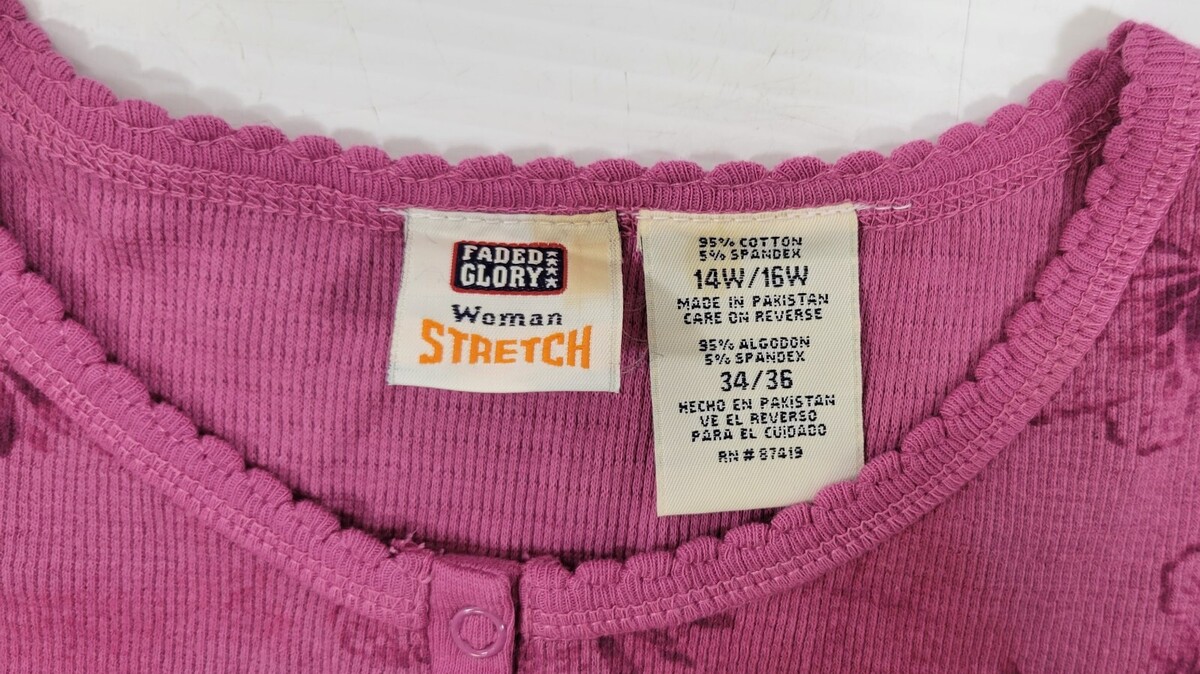 FADED
GLORY
Woman
STRETCH
95% COTTON
5% SPANDEX
14W/16W
MADE IN PAKISTAN
CARE ON REVERSE
95% ALGODON
5% SPANDEX
34/36
HECHO EN PAKISTAN
VE EL REVERSO
PARA EL CUIDADO
RN # 87419